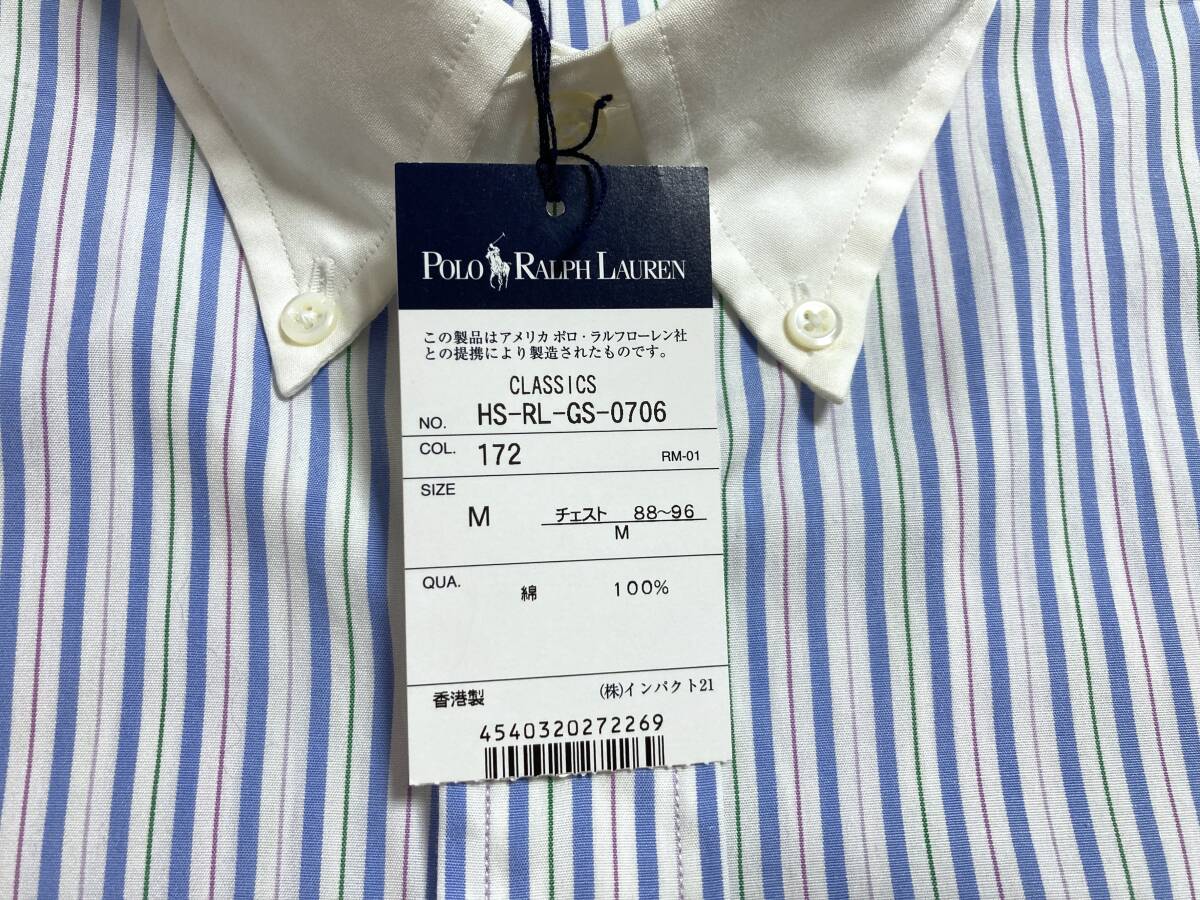 POLO RALPH LAUREN
この製品はアメリカ ポロ・ラルフローレン社
との提携により製造されたものです。
CLASSICS
NO. HS-RL-GS-0706
COL. 172 RM-01
SIZE
M チェスト 88~96
M
QUA. 綿 100%
香港製 (株)インパクト21
4540320272269